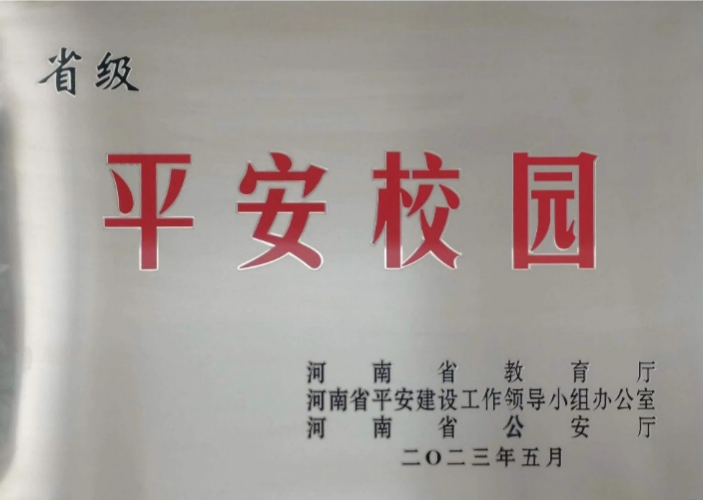 省级
平安校园
河南省教育厅
河南省平安建设工作领导小组办公室
河南省公安厅
二O二三年五月